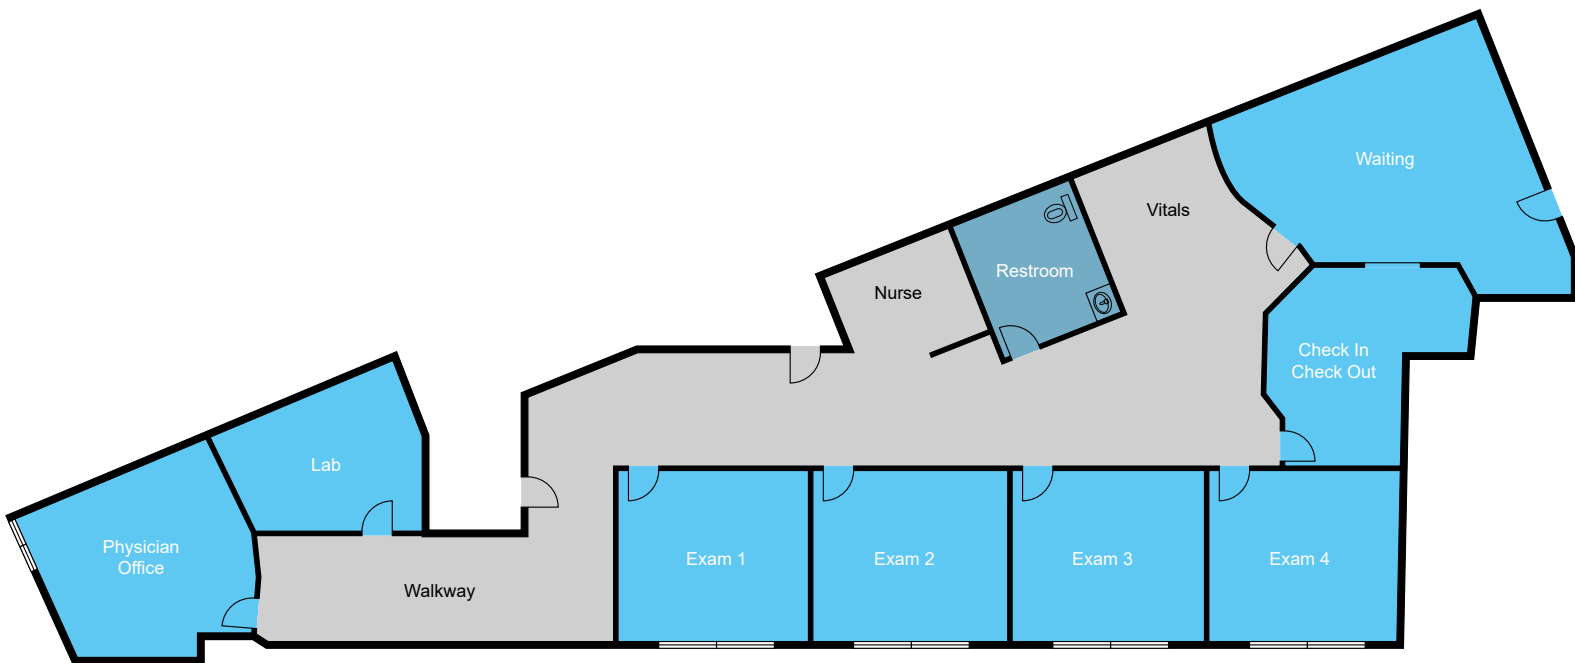 Waiting
Vitals
Restroom
Nurse
Check In
Check Out
Lab
Physician
Office
Walkway
Exam 1
Exam 2
Exam 3
Exam 4